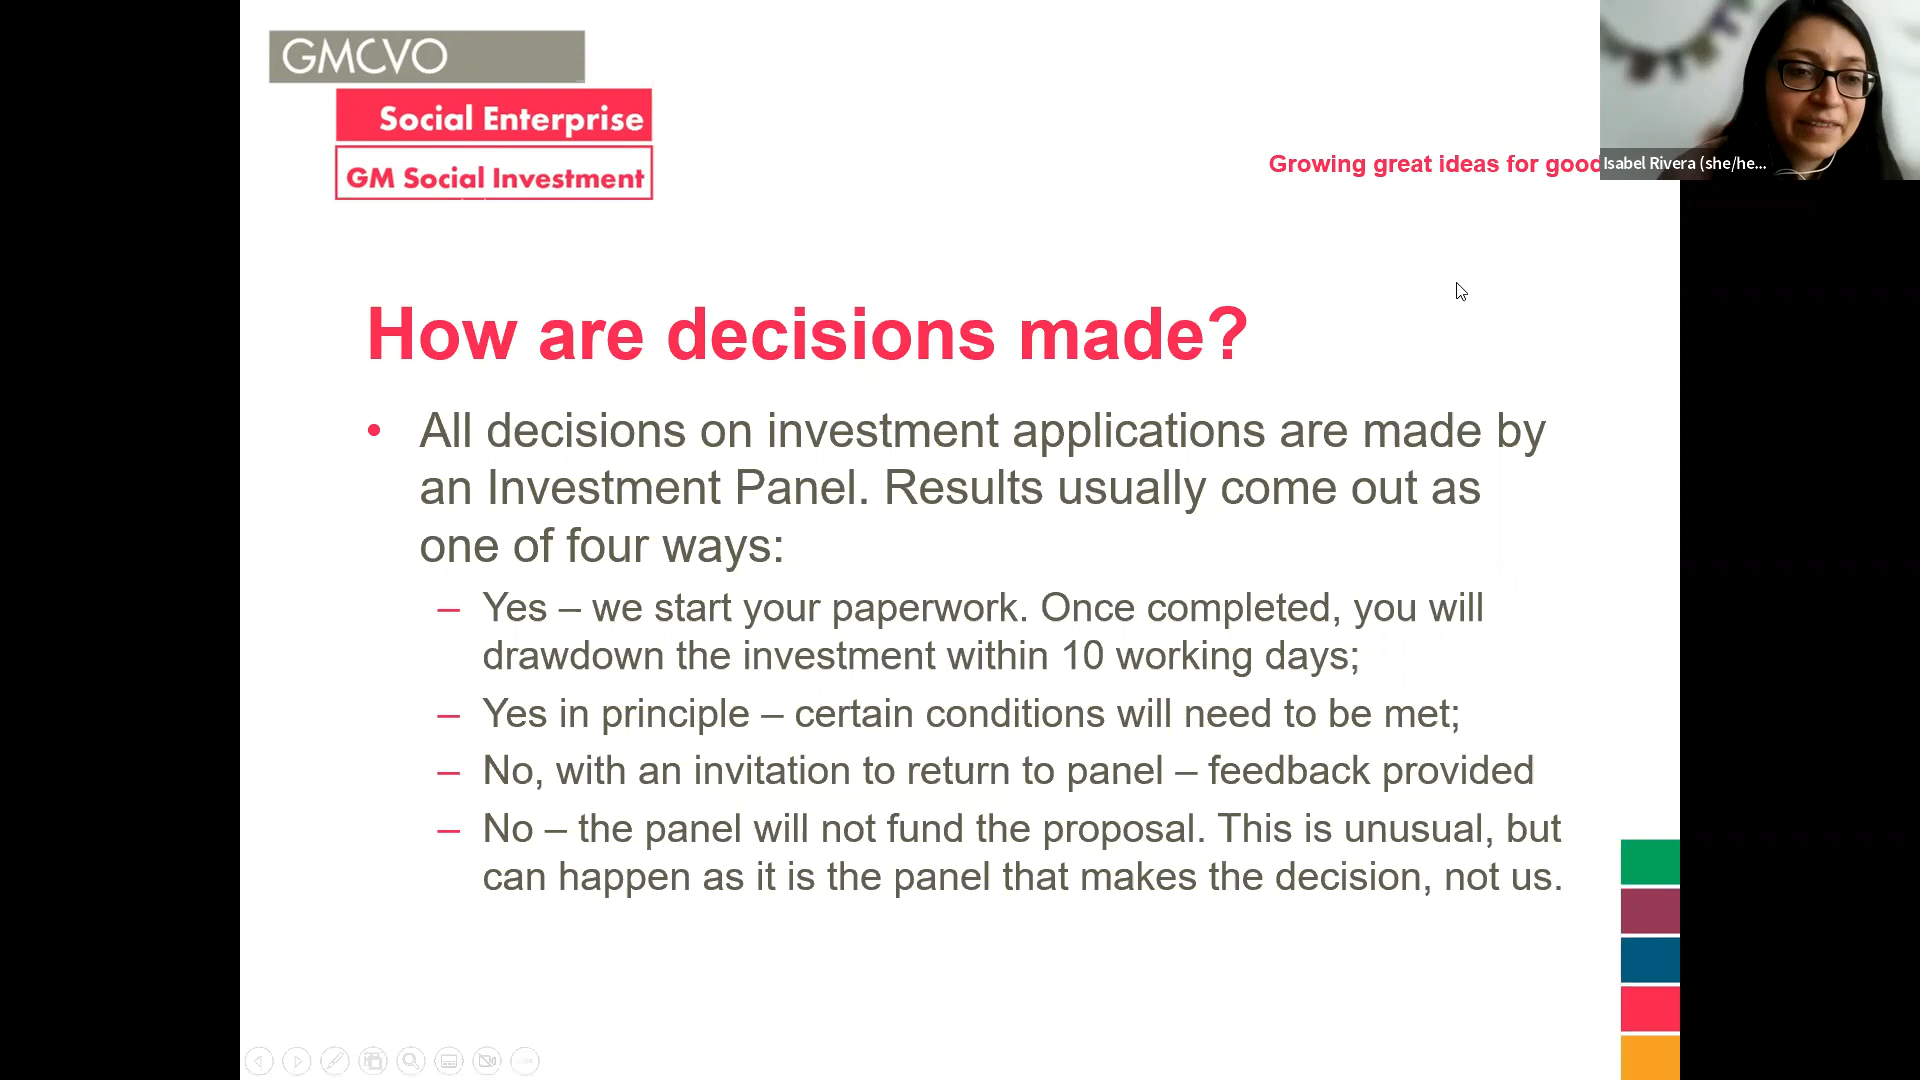 GMCVO
Social Enterprise
GM Social Investment
Growing great ideas for good
Isabel Rivera (she/he...
How are decisions made?
• All decisions on investment applications are made by
an Investment Panel. Results usually come out as
one of four ways:
– Yes – we start your paperwork. Once completed, you will
drawdown the investment within 10 working days;
– Yes in principle – certain conditions will need to be met;
– No, with an invitation to return to panel – feedback provided
– No – the panel will not fund the proposal. This is unusual, but
can happen as it is the panel that makes the decision, not us.